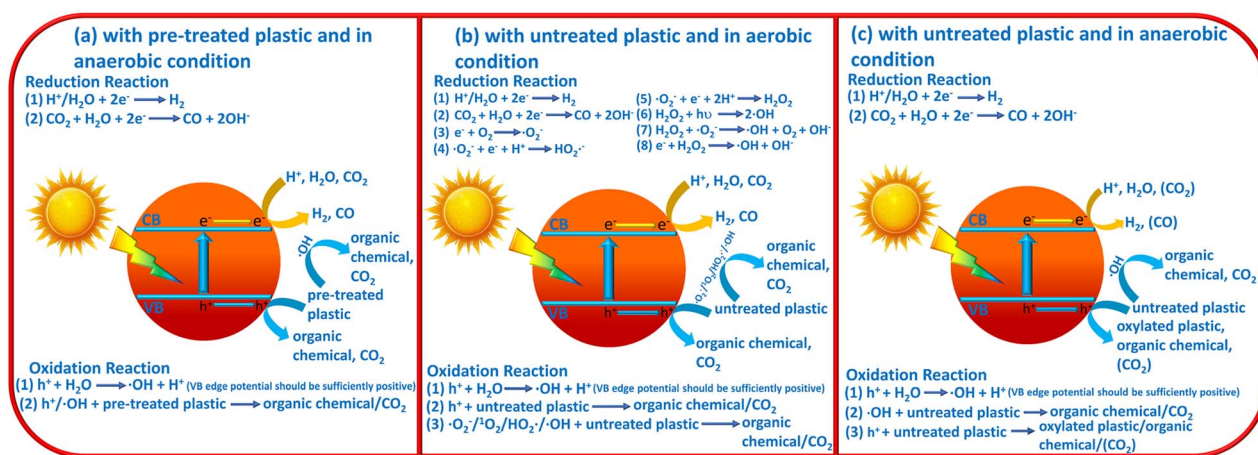 (a) with pre-treated plastic and in
anaerobic condition
Reduction Reaction
(1) H⁺/H₂O + 2e⁻ ⟶ H₂
(2) CO₂ + H₂O + 2e⁻ ⟶ CO + 2OH⁻
H⁺, H₂O, CO₂
CB
e⁻ e⁻
H₂, CO
·OH
organic
chemical,
CO₂
pre-treated
plastic
VB
h⁺ h⁺
organic
chemical, CO₂
Oxidation Reaction
(1) h⁺ + H₂O ⟶ ·OH + H⁺ (VB edge potential should be sufficiently positive)
(2) h⁺/·OH + pre-treated plastic ⟶ organic chemical/CO₂
(b) with untreated plastic and in aerobic
condition
Reduction Reaction
(1) H⁺/H₂O + 2e⁻ ⟶ H₂
(2) CO₂ + H₂O + 2e⁻ ⟶ CO + 2OH⁻
(3) e⁻ + O₂ ⟶ ·O₂⁻
(4) ·O₂⁻ + e⁻ + H⁺ ⟶ HO₂·⁻
(5) ·O₂⁻ + e⁻ + 2H⁺ ⟶ H₂O₂
(6) H₂O₂ + hυ ⟶ 2·OH
(7) H₂O₂ + ·O₂⁻ ⟶ ·OH + O₂ + OH⁻
(8) e⁻ + H₂O₂ ⟶ ·OH + OH⁻
H⁺, H₂O, CO₂
CB
e⁻ e⁻
H₂, CO
·O₂⁻/¹O₂/HO₂·/·OH
organic
chemical,
CO₂
untreated plastic
VB
h⁺ h⁺
organic chemical,
CO₂
Oxidation Reaction
(1) h⁺ + H₂O ⟶ ·OH + H⁺ (VB edge potential should be sufficiently positive)
(2) h⁺ + untreated plastic ⟶ organic chemical/CO₂
(3) ·O₂⁻/¹O₂/HO₂·/·OH + untreated plastic ⟶ organic
chemical/CO₂
(c) with untreated plastic and in anaerobic
condition
Reduction Reaction
(1) H⁺/H₂O + 2e⁻ ⟶ H₂
(2) CO₂ + H₂O + 2e⁻ ⟶ CO + 2OH⁻
H⁺, H₂O, (CO₂)
CB
e⁻ e⁻
H₂, (CO)
·OH
organic
chemical, CO₂
untreated plastic
VB
h⁺ h⁺
oxylated plastic,
organic chemical,
(CO₂)
Oxidation Reaction
(1) h⁺ + H₂O ⟶ ·OH + H⁺ (VB edge potential should be sufficiently positive)
(2) ·OH + untreated plastic ⟶ organic chemical/CO₂
(3) h⁺ + untreated plastic ⟶ oxylated plastic/organic
chemical/(CO₂)